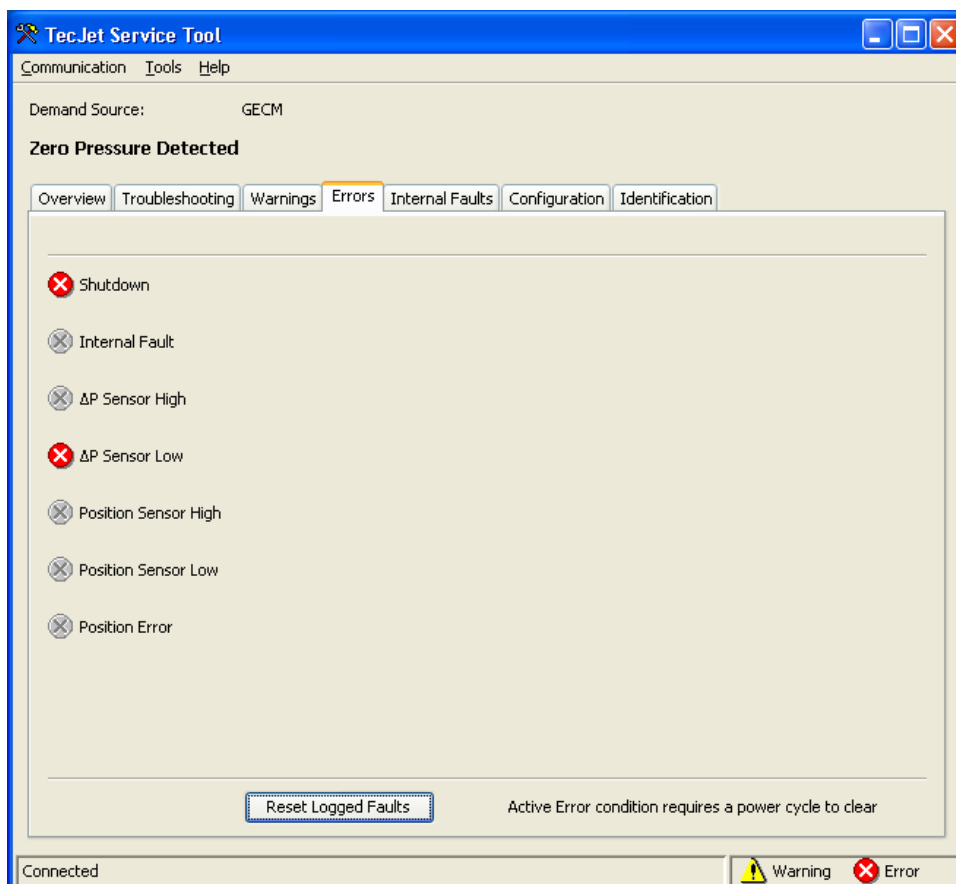 TecJet Service Tool
Communication Tools Help
Demand Source: GECM
Zero Pressure Detected
Overview Troubleshooting Warnings Errors Internal Faults Configuration Identification
Shutdown
Internal Fault
ΔP Sensor High
ΔP Sensor Low
Position Sensor High
Position Sensor Low
Position Error
Reset Logged Faults Active Error condition requires a power cycle to clear
Connected Warning Error